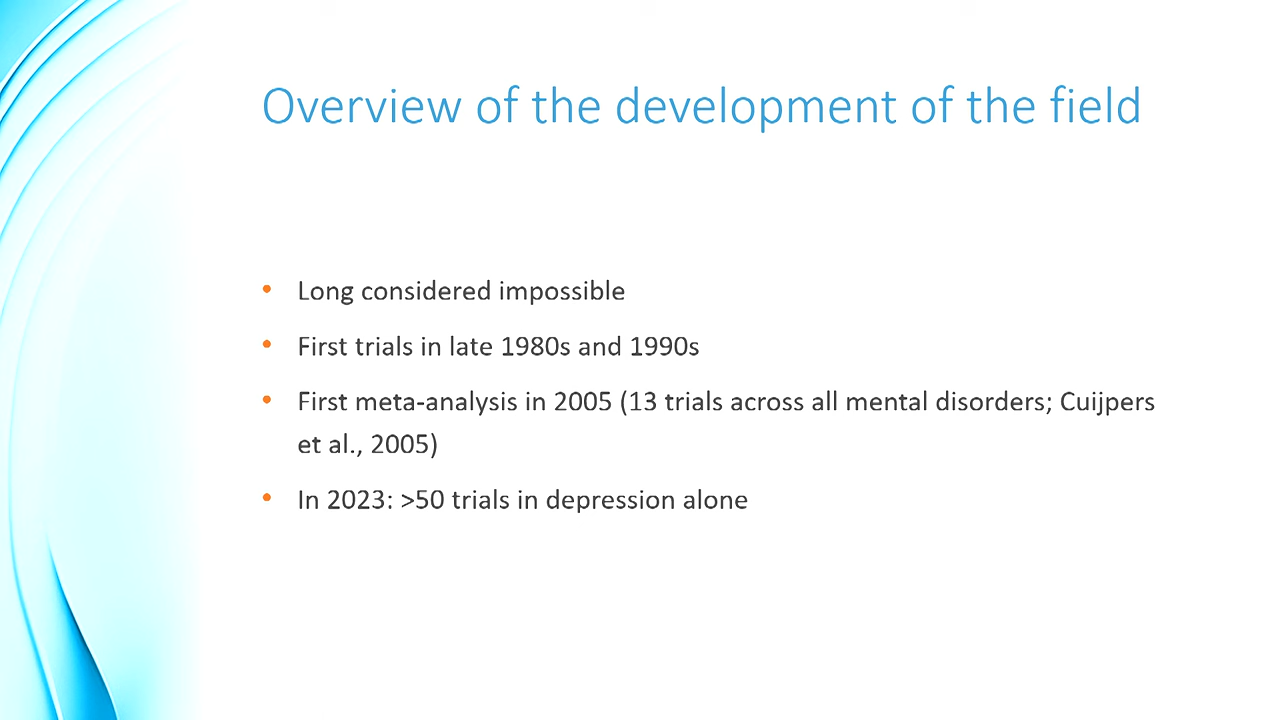 Overview of the development of the field
• Long considered impossible
• First trials in late 1980s and 1990s
• First meta-analysis in 2005 (13 trials across all mental disorders; Cuijpers
et al., 2005)
• In 2023: >50 trials in depression alone